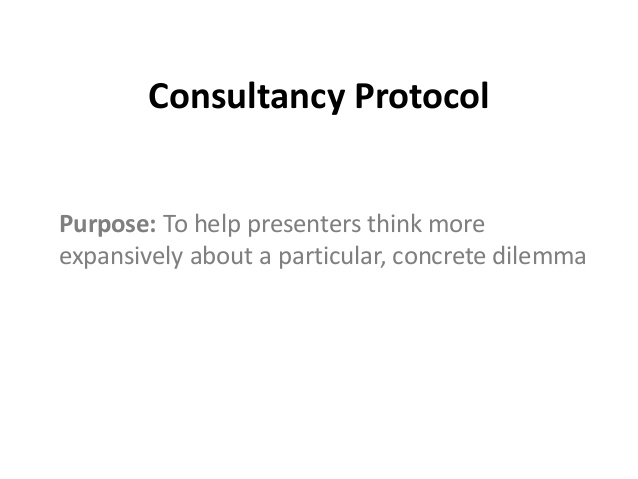 Consultancy Protocol
Purpose: To help presenters think more
expansively about a particular, concrete dilemma